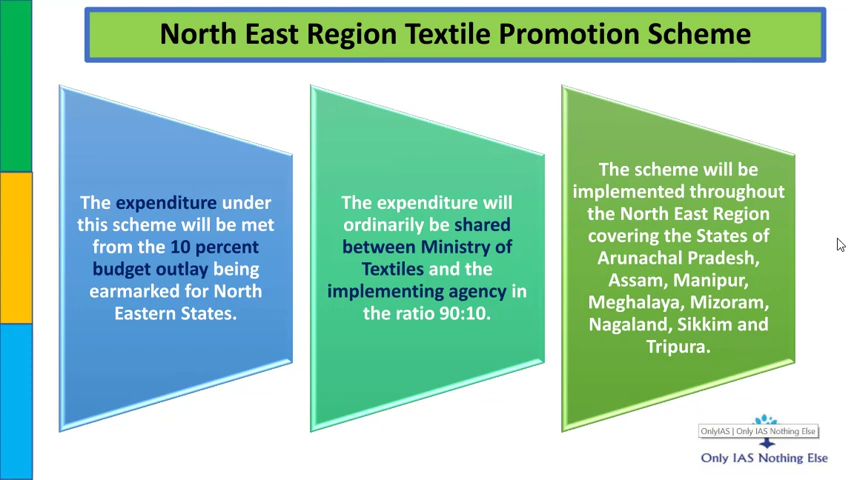 North East Region Textile Promotion Scheme
The expenditure under
this scheme will be met
from the 10 percent
budget outlay being
earmarked for North
Eastern States.
The expenditure will
ordinarily be shared
between Ministry of
Textiles and the
implementing agency in
the ratio 90:10.
The scheme will be
implemented throughout
the North East Region
covering the States of
Arunachal Pradesh,
Assam, Manipur,
Meghalaya, Mizoram,
Nagaland, Sikkim and
Tripura.
OnlyIAS | Only IAS Nothing Else
Only IAS Nothing Else